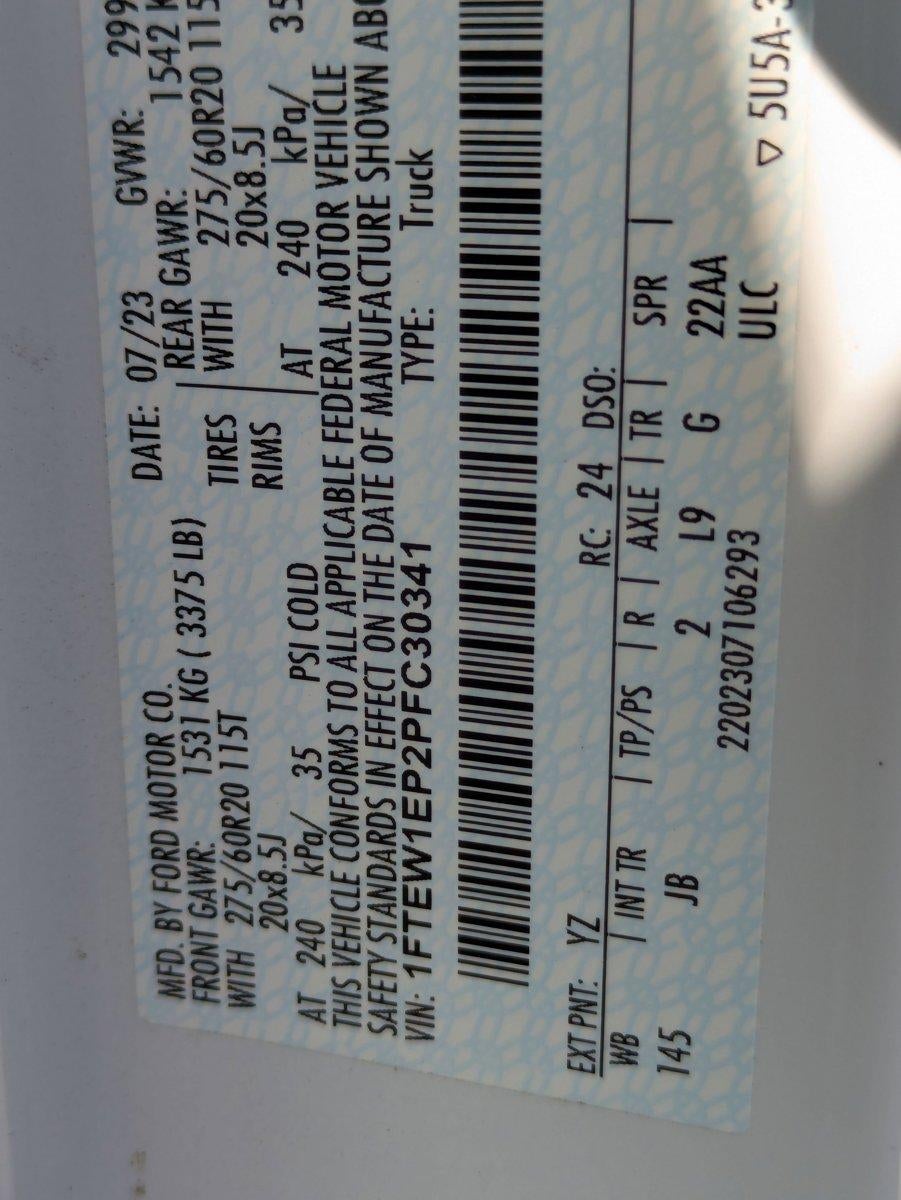 MFD. BY FORD MOTOR CO. DATE: 07/23 GVWR: 299
FRONT GAWR: 1531 KG ( 3375 LB) REAR GAWR: 1542 K
WITH 275/60R20 115T TIRES WITH 275/60R20 115
20x8.5J RIMS 20x8.5J
AT 240 kPa/ 35 PSI COLD AT 240 kPa/ 35
THIS VEHICLE CONFORMS TO ALL APPLICABLE FEDERAL MOTOR VEHICLE
SAFETY STANDARDS IN EFFECT ON THE DATE OF MANUFACTURE SHOWN ABO
VIN: 1FTEW1EP2PFC30341 TYPE: Truck
EXT PNT: YZ RC: 24 DSO:
WB | INT TR | TP/PS | R | AXLE | TR | SPR |
145 JB 2 L9 G 22AA
2202307106293 ULC
▽ 5U5A-3